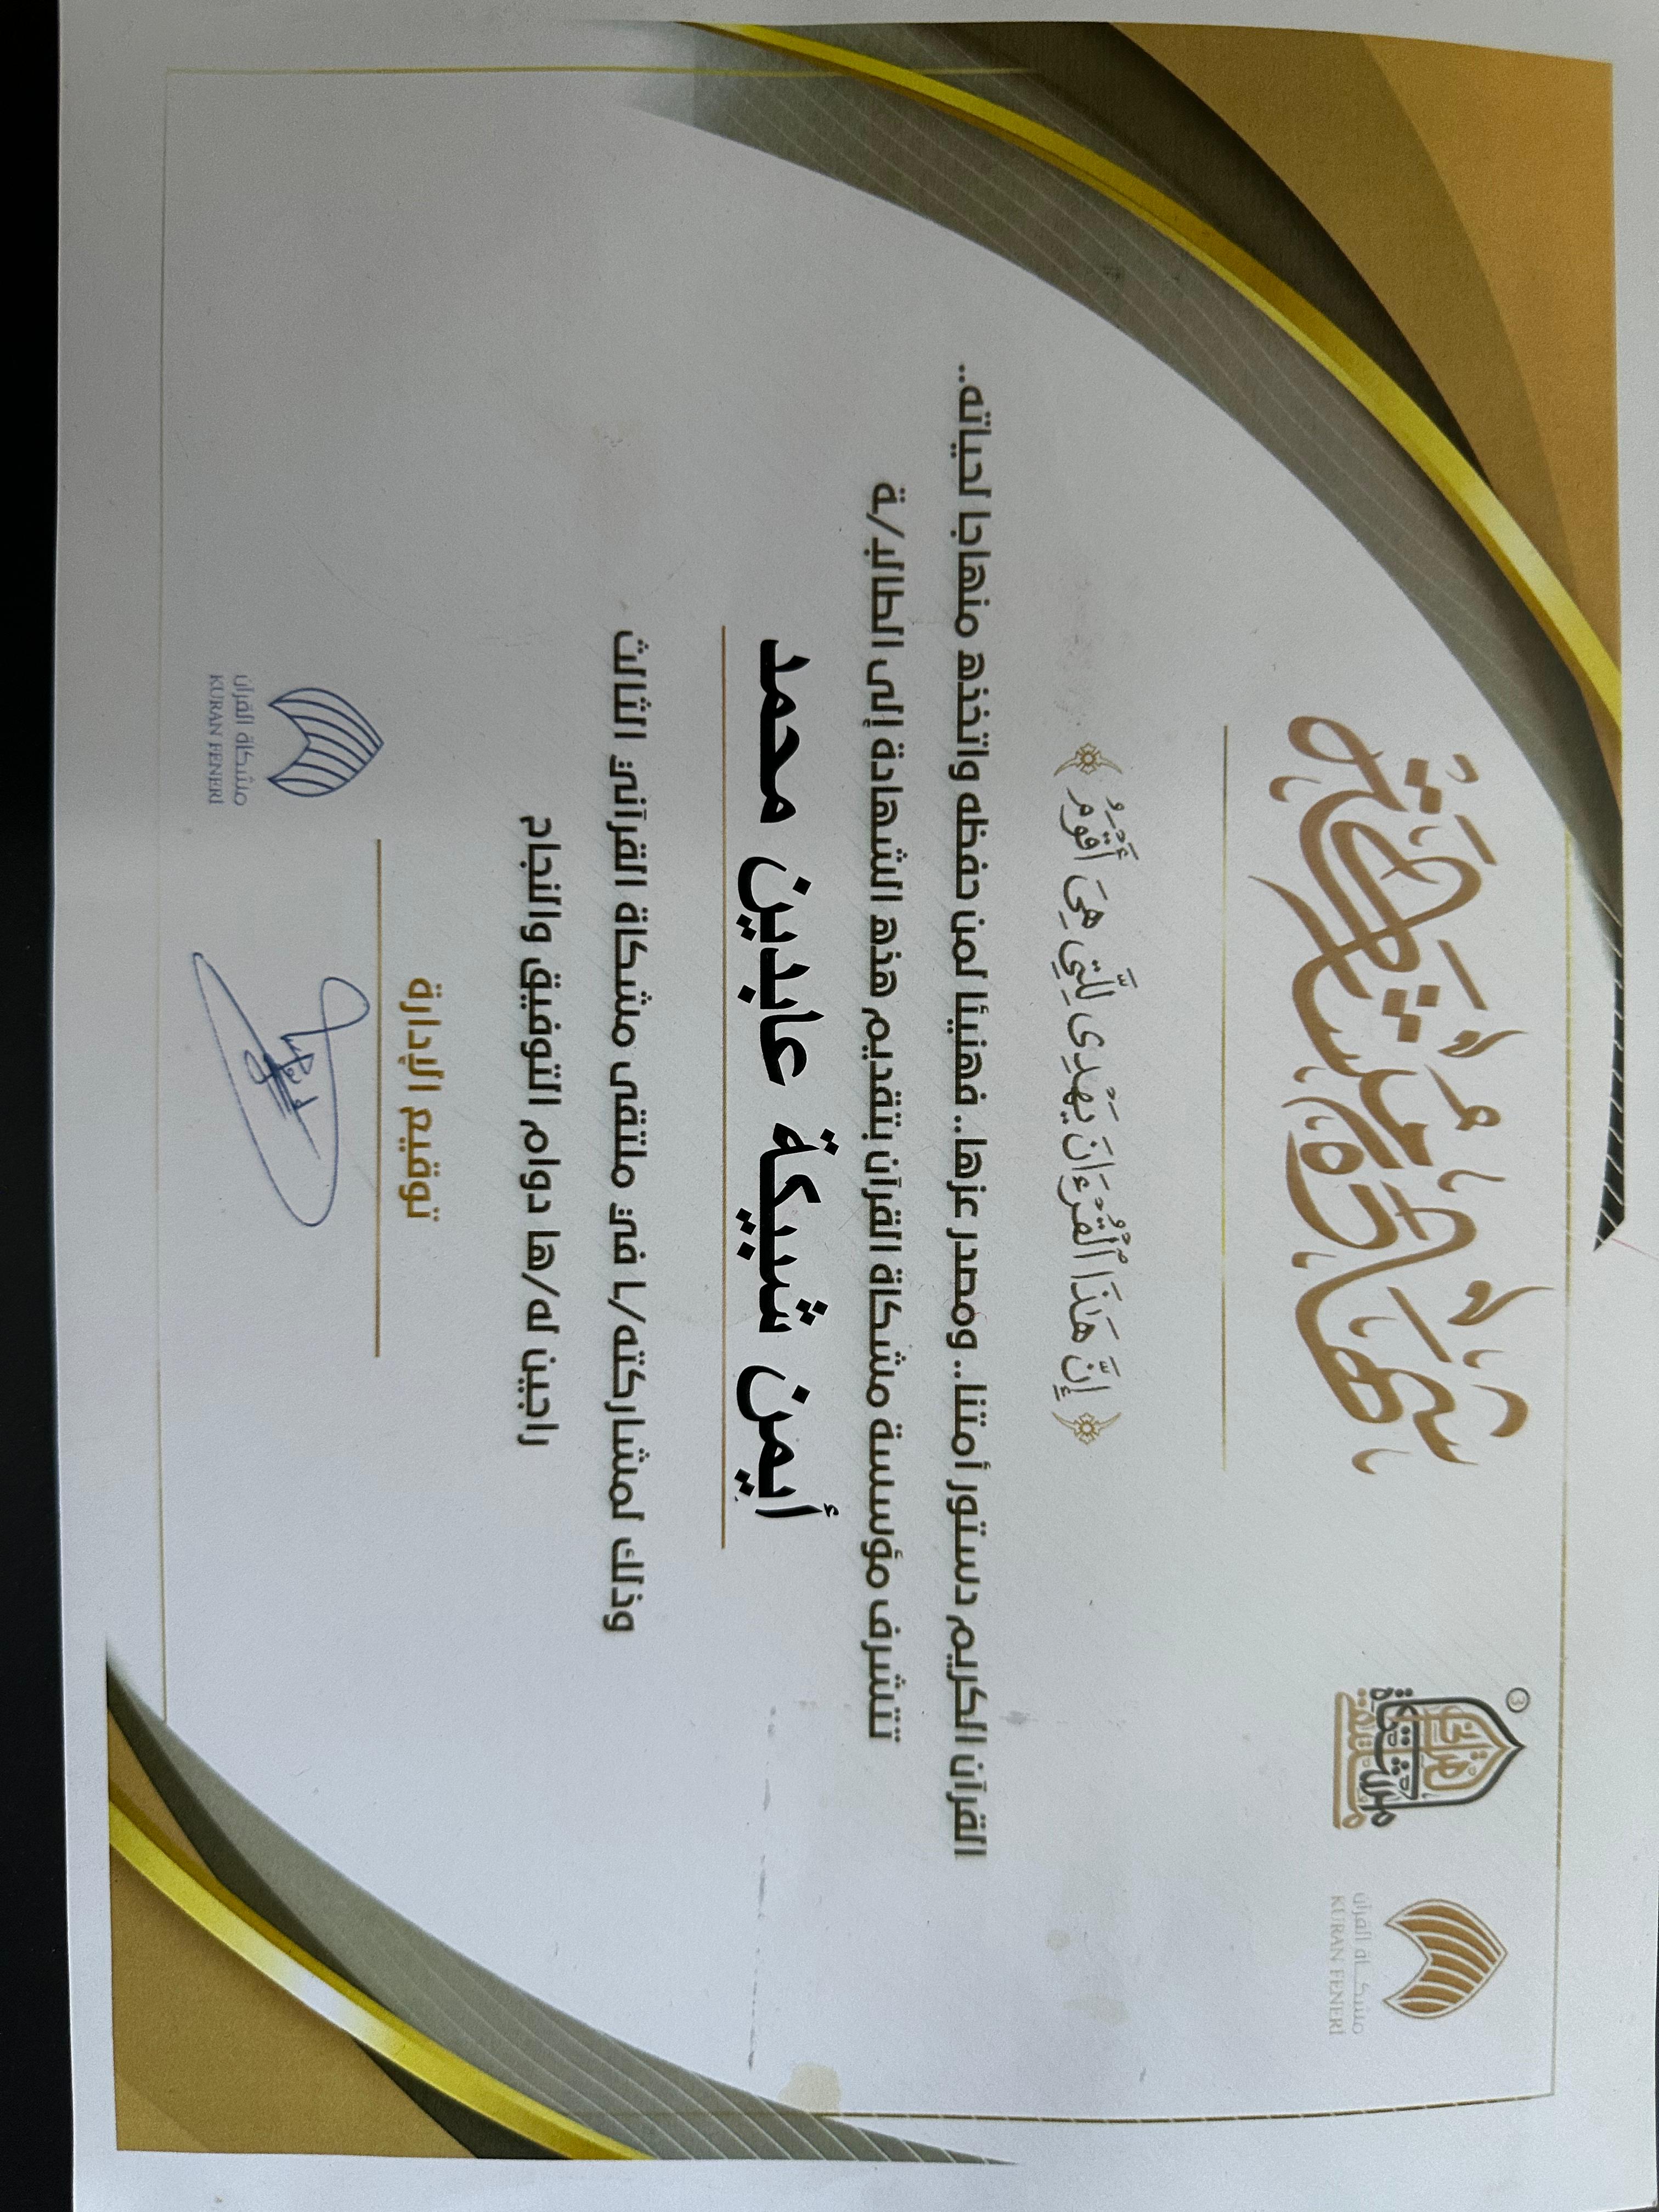 شهادة مشاركة
3
ملتقى مشكاة القرآني
مشكاة القرآن
KURAN FENERİ
﴿ إِنَّ هَٰذَا ٱلْقُرْءَانَ يَهْدِى لِلَّتِى هِىَ أَقْوَمُ ﴾
القرآن الكريم دستور أمتنا.. ومصدر عزها.. فهنيئا لمن حفظه واتخذه منهاجا لحياته..
تتشرف مؤسسة مشكاة القرآن بتقديم هذه الشهادة إلى الطالبـ/ـة
أيمن شبيكة عابدين محمد
وذلك لمشاركته/ـا في ملتقى مشكاة القرآني الثالث
راجين له/ها دوام التوفيق والنجاح
توقيع الإدارة
مشكاة القرآن
KURAN FENERİ